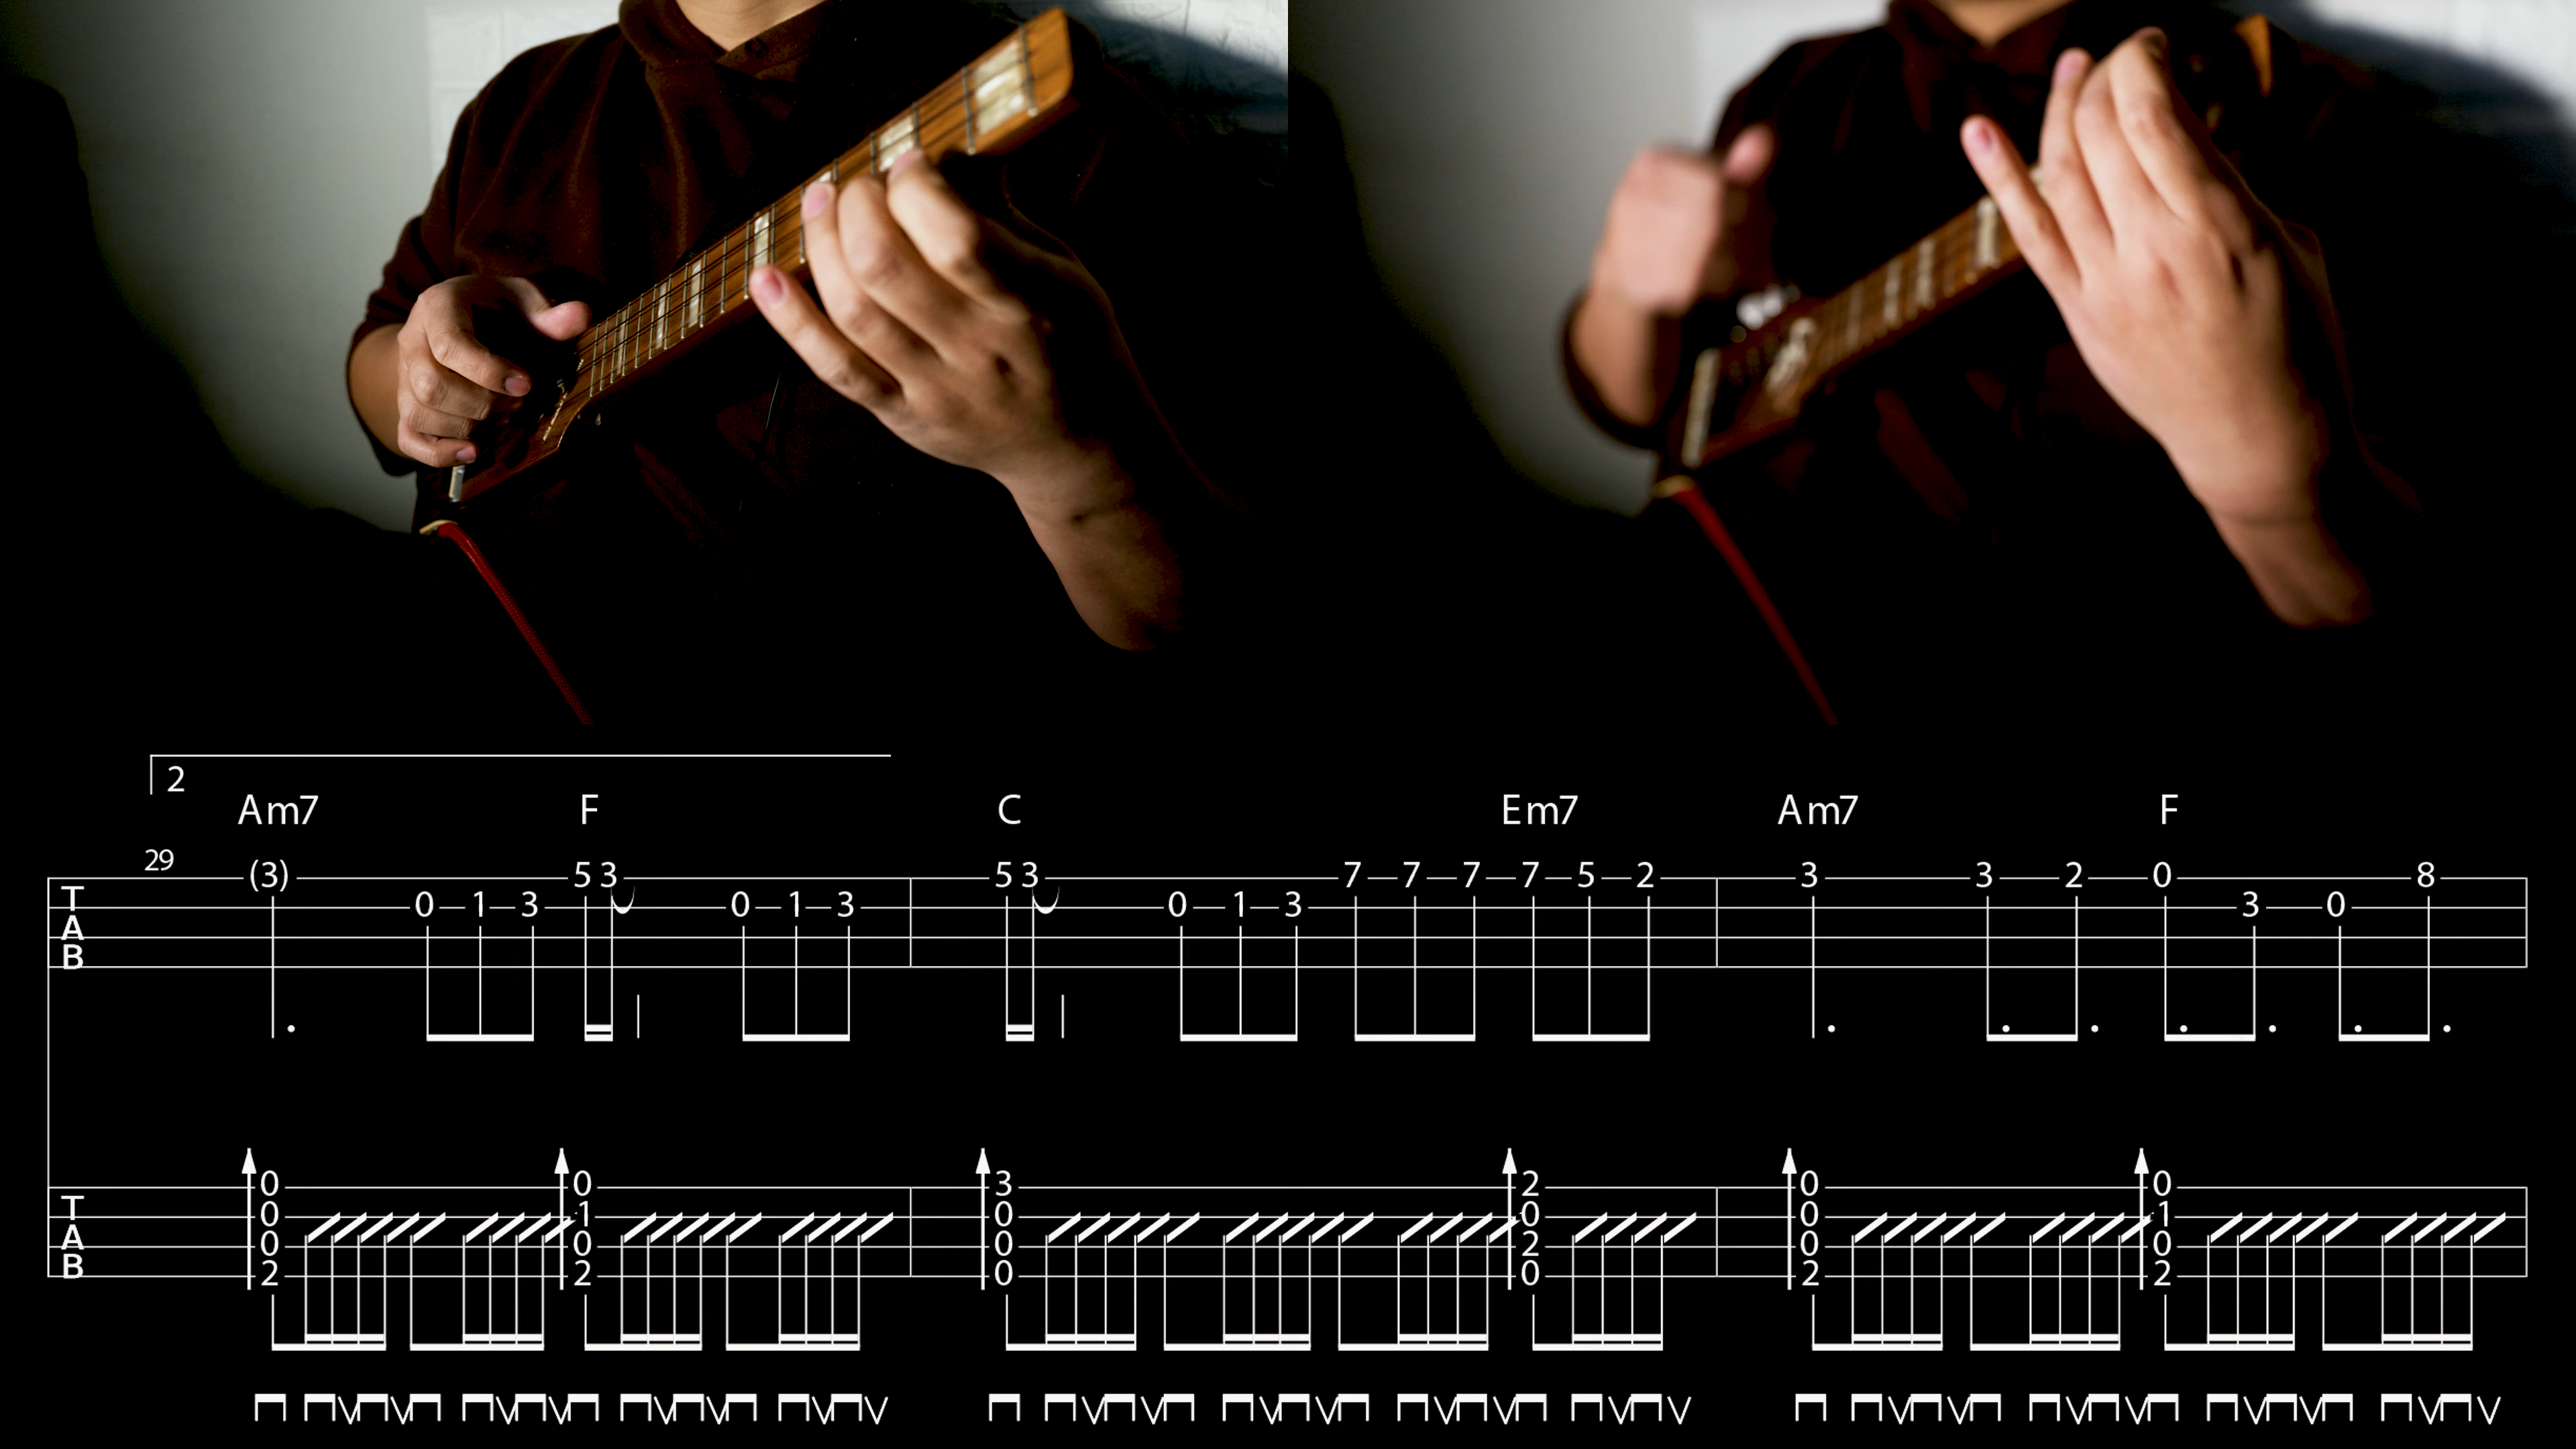 2
Am7 F C Em7 Am7 F
29
(3) 5 3 5 3 7 7 7 7 5 2 3 3 2 0 8
T 0 1 3 0 1 3 0 1 3 3 0
A
B
0 0 3 2 0 0
T 0 1 0 0 0 1
A 0 0 0 2 0 0
B 2 2 0 0 2 2